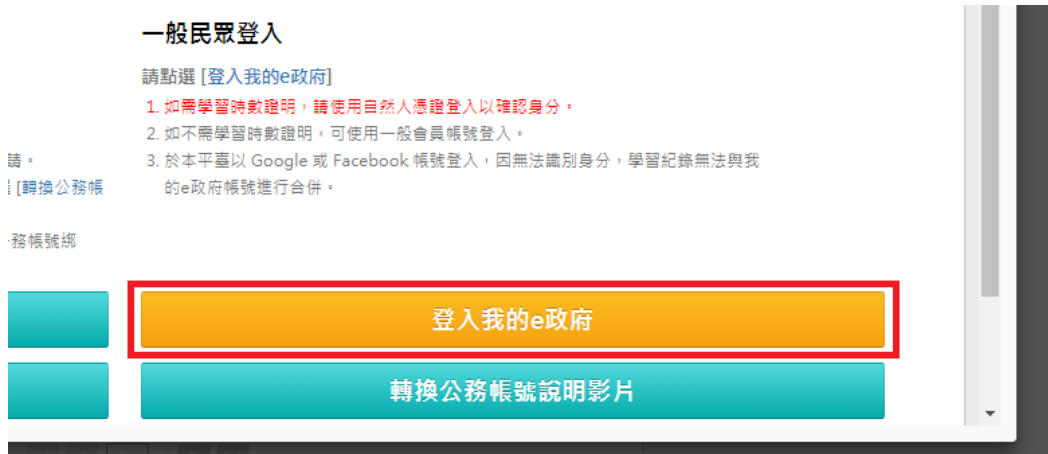 一般民眾登入
請點選 [登入我的e政府]
1. 如需學習時數證明，請使用自然人憑證登入以確認身分。
2. 如不需學習時數證明，可使用一般會員帳號登入。
3. 於本平臺以 Google 或 Facebook 帳號登入，因無法識別身分，學習紀錄無法與我
的e政府帳號進行合併。
請。
[轉換公務帳
務帳號綁
登入我的e政府
轉換公務帳號說明影片